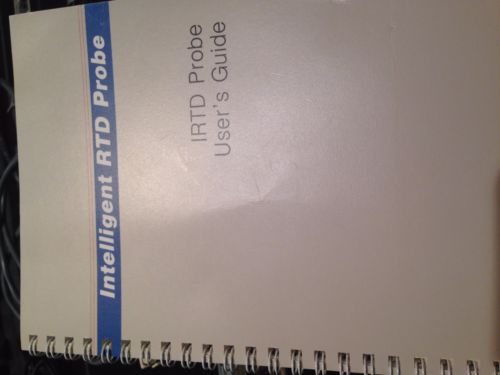 Intelligent RTD Probe
IRTD Probe
User's Guide